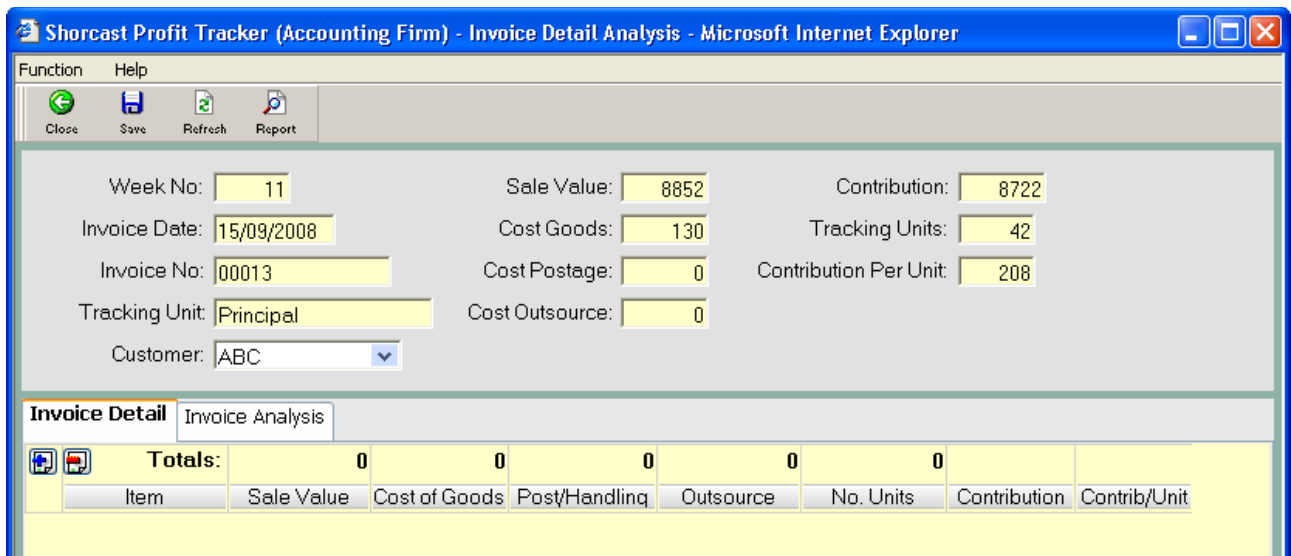 Shorcast Profit Tracker (Accounting Firm) - Invoice Detail Analysis - Microsoft Internet Explorer
Function Help
Close Save Refresh Report
Week No: 11 Sale Value: 8852 Contribution: 8722
Invoice Date: 15/09/2008 Cost Goods: 130 Tracking Units: 42
Invoice No: 00013 Cost Postage: 0 Contribution Per Unit: 208
Tracking Unit: Principal Cost Outsource: 0
Customer: ABC
Invoice Detail Invoice Analysis
Totals: 0 0 0 0 0
Item Sale Value Cost of Goods Post/Handling Outsource No. Units Contribution Contrib/Unit